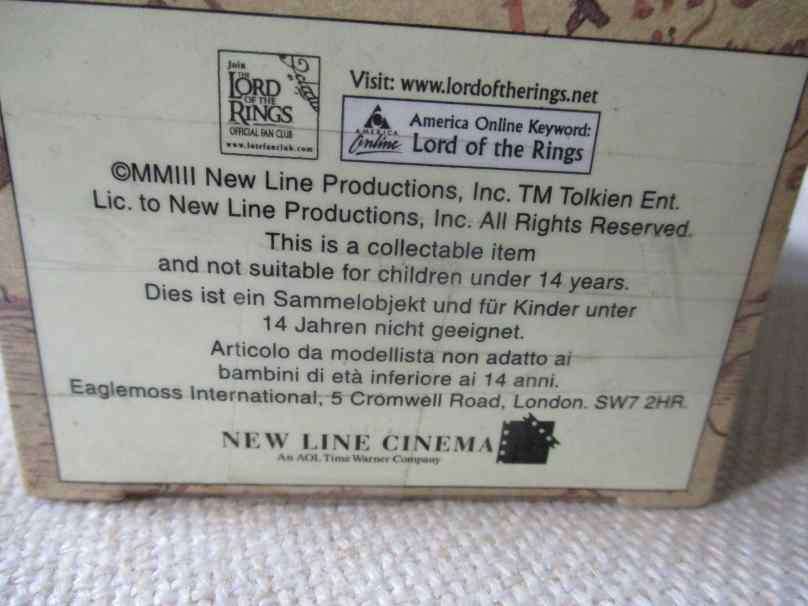 Join
THE
LORD
OF THE
RINGS
OFFICIAL FAN CLUB
www.lotrfanclub.com
Visit: www.lordoftherings.net
AMERICA
Online
America Online Keyword:
Lord of the Rings
©MMIII New Line Productions, Inc. TM Tolkien Ent.
Lic. to New Line Productions, Inc. All Rights Reserved.
This is a collectable item
and not suitable for children under 14 years.
Dies ist ein Sammelobjekt und für Kinder unter
14 Jahren nicht geeignet.
Articolo da modellista non adatto ai
bambini di età inferiore ai 14 anni.
Eaglemoss International, 5 Cromwell Road, London. SW7 2HR.
NEW LINE CINEMA
An AOL Time Warner Company